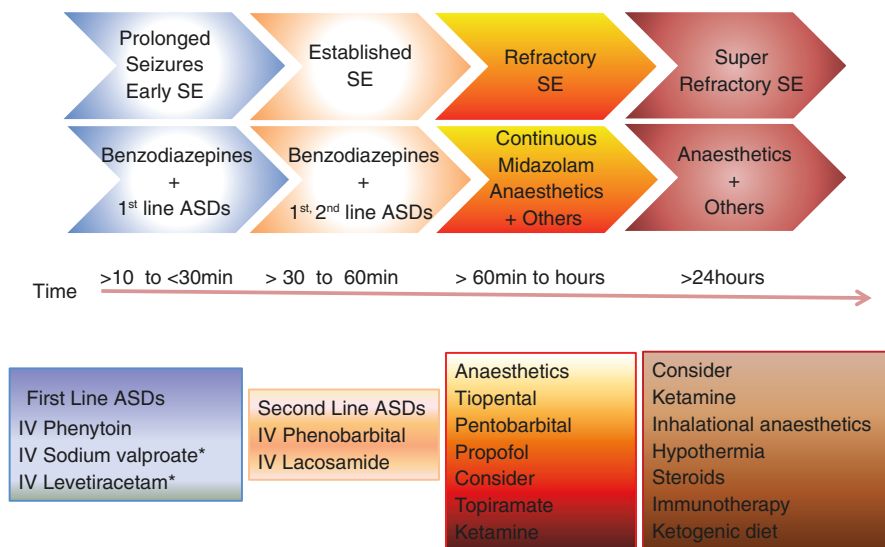 Prolonged
Seizures
Early SE
Established
SE
Refractory
SE
Super
Refractory SE
Benzodiazepines
+
1st line ASDs
Benzodiazepines
+
1st, 2nd line ASDs
Continuous
Midazolam
Anaesthetics
+ Others
Anaesthetics
+
Others
Time
>10 to <30min
> 30 to 60min
> 60min to hours
>24hours
First Line ASDs
IV Phenytoin
IV Sodium valproate*
IV Levetiracetam*
Second Line ASDs
IV Phenobarbital
IV Lacosamide
Anaesthetics
Tiopental
Pentobarbital
Propofol
Consider
Topiramate
Ketamine
Consider
Ketamine
Inhalational anaesthetics
Hypothermia
Steroids
Immunotherapy
Ketogenic diet